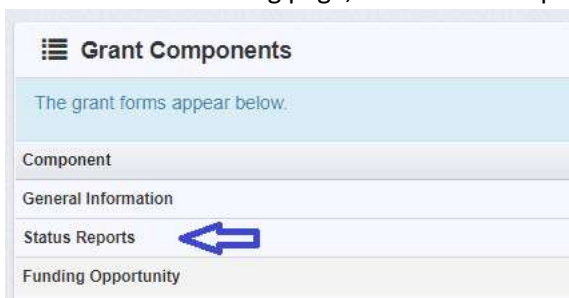 Grant Components
The grant forms appear below.
Component
General Information
Status Reports
Funding Opportunity